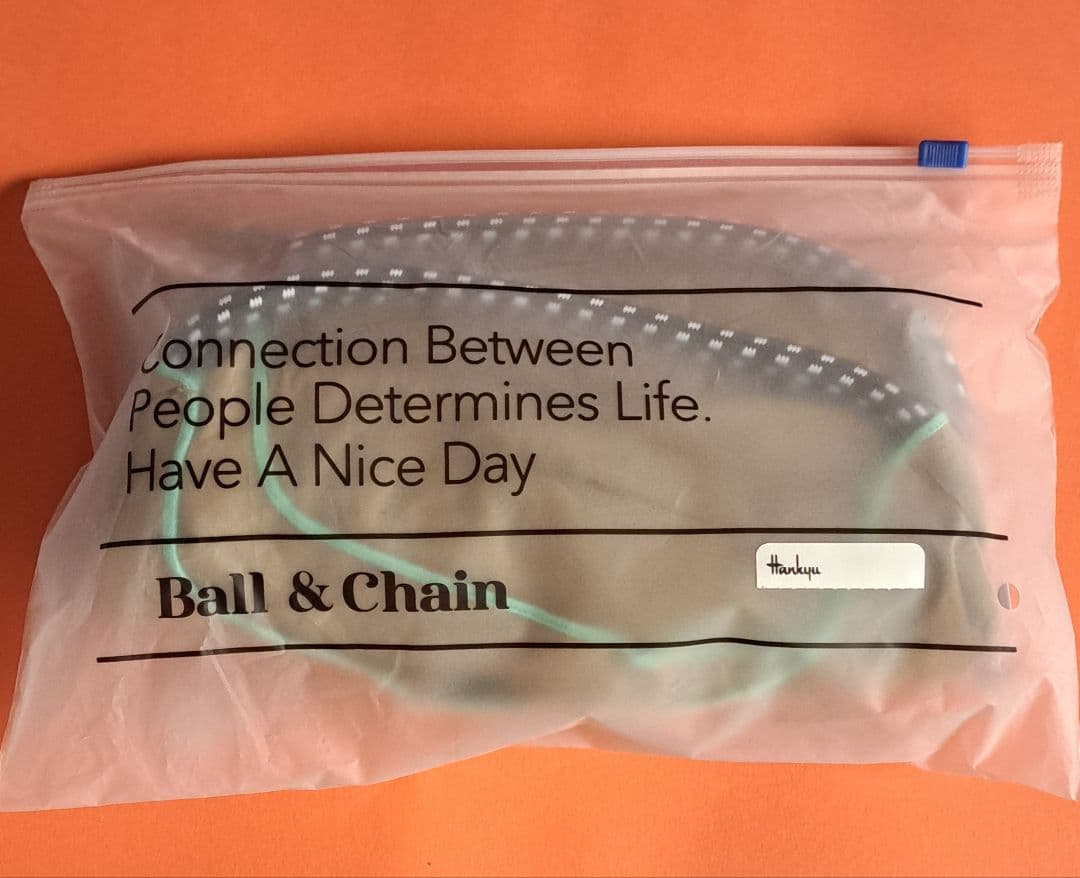 Connection Between
People Determines Life.
Have A Nice Day
Ball & Chain
Hankyu